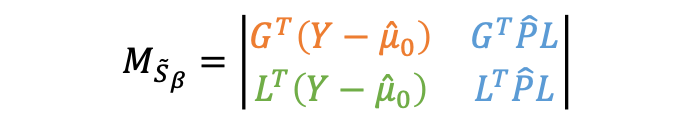 M_{S̃_β} = | G^T(Y − μ̂_0) G^T P̂L |
| L^T(Y − μ̂_0) L^T P̂L |